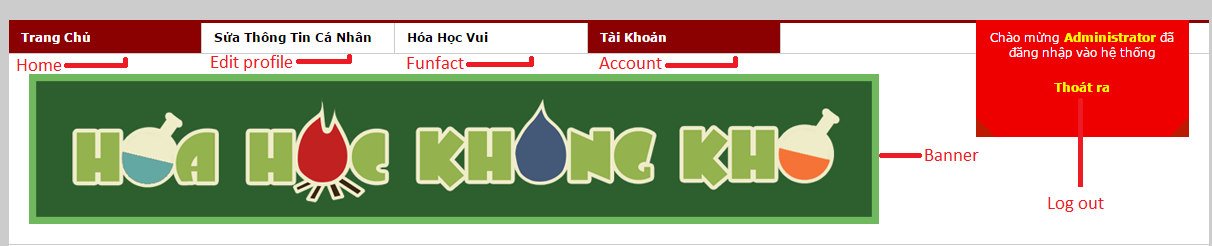 Trang Chủ Sửa Thông Tin Cá Nhân Hóa Học Vui Tài Khoản
Chào mừng Administrator đã
đăng nhập vào hệ thống
Thoát ra
Home Edit profile Funfact Account
HÓA HỌC KHÔNG KHÓ
Banner
Log out